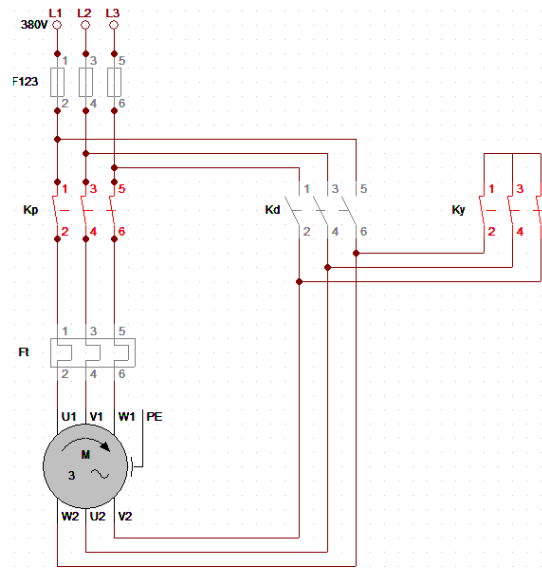 L1 L2 L3
380V
1 3 5
F123
2 4 6
1 3 5 1 3 5 1 3
Kp Kd Ky
2 4 6 2 4 6 2 4
1 3 5
Ft
2 4 6
U1 V1 W1 PE
M
3
W2 U2 V2